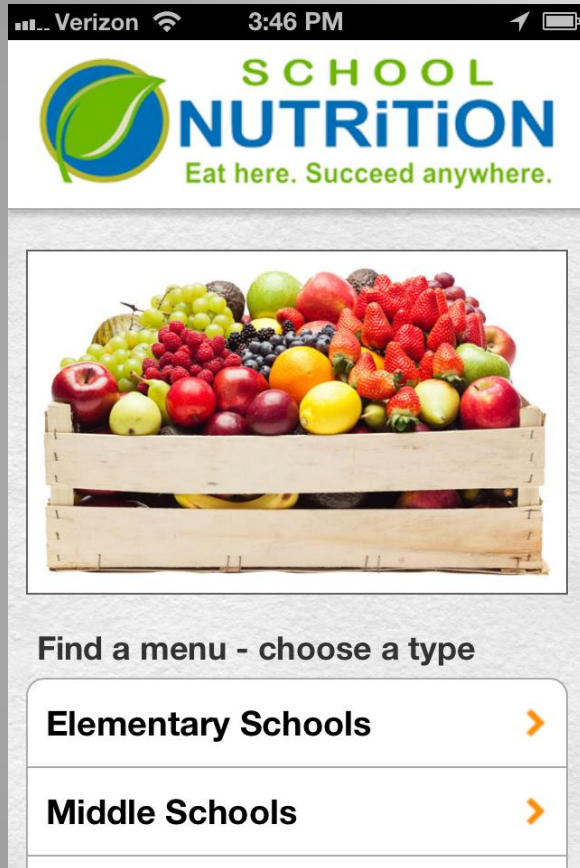 Verizon 3:46 PM
SCHOOL
NUTRiTiON
Eat here. Succeed anywhere.
Find a menu - choose a type
Elementary Schools
Middle Schools